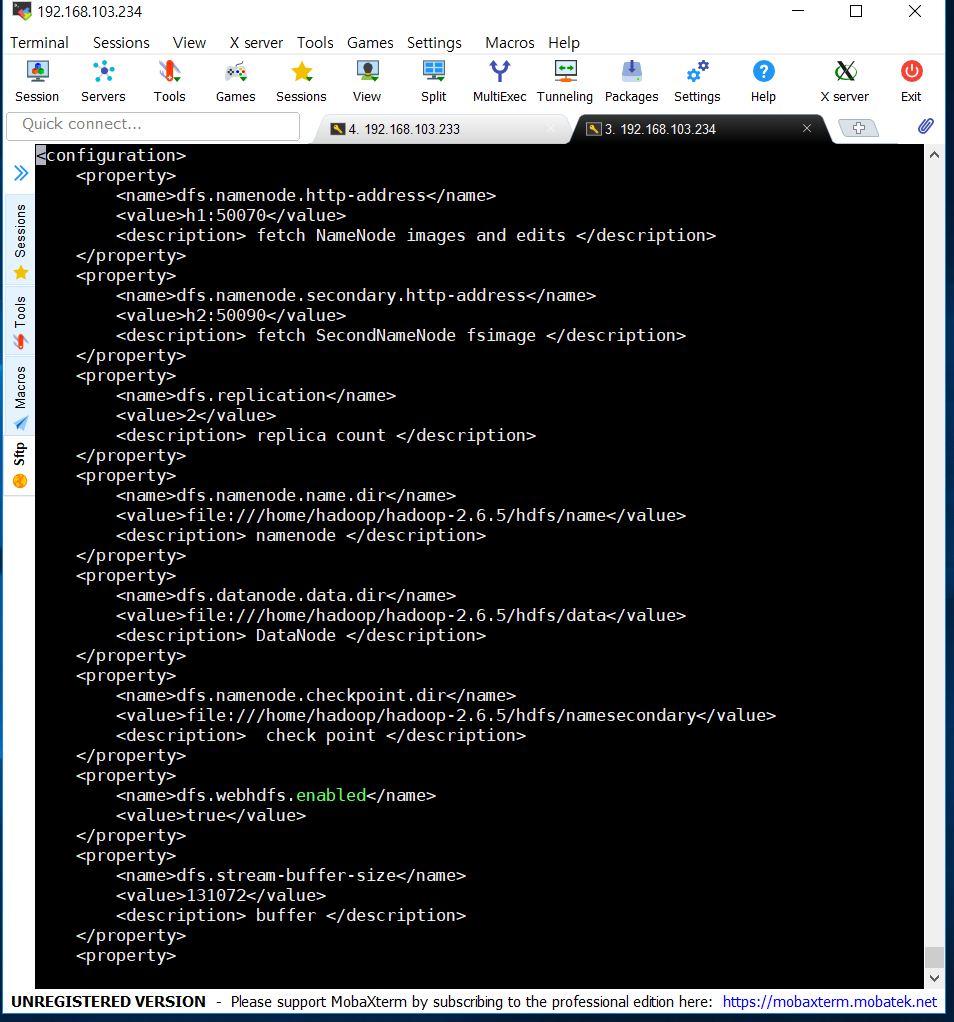 192.168.103.234
Terminal Sessions View X server Tools Games Settings Macros Help
Session Servers Tools Games Sessions View Split MultiExec Tunneling Packages Settings Help X server Exit
Quick connect...
4. 192.168.103.233
3. 192.168.103.234
Sessions
Tools
Macros
Sftp
<configuration>
    <property>
        <name>dfs.namenode.http-address</name>
        <value>h1:50070</value>
        <description> fetch NameNode images and edits </description>
    </property>
    <property>
        <name>dfs.namenode.secondary.http-address</name>
        <value>h2:50090</value>
        <description> fetch SecondNameNode fsimage </description>
    </property>
    <property>
        <name>dfs.replication</name>
        <value>2</value>
        <description> replica count </description>
    </property>
    <property>
        <name>dfs.namenode.name.dir</name>
        <value>file:///home/hadoop/hadoop-2.6.5/hdfs/name</value>
        <description> namenode </description>
    </property>
    <property>
        <name>dfs.datanode.data.dir</name>
        <value>file:///home/hadoop/hadoop-2.6.5/hdfs/data</value>
        <description> DataNode </description>
    </property>
    <property>
        <name>dfs.namenode.checkpoint.dir</name>
        <value>file:///home/hadoop/hadoop-2.6.5/hdfs/namesecondary</value>
        <description>  check point </description>
    </property>
    <property>
        <name>dfs.webhdfs.enabled</name>
        <value>true</value>
    </property>
    <property>
        <name>dfs.stream-buffer-size</name>
        <value>131072</value>
        <description> buffer </description>
    </property>
    <property>
UNREGISTERED VERSION - Please support MobaXterm by subscribing to the professional edition here: https://mobaxterm.mobatek.net